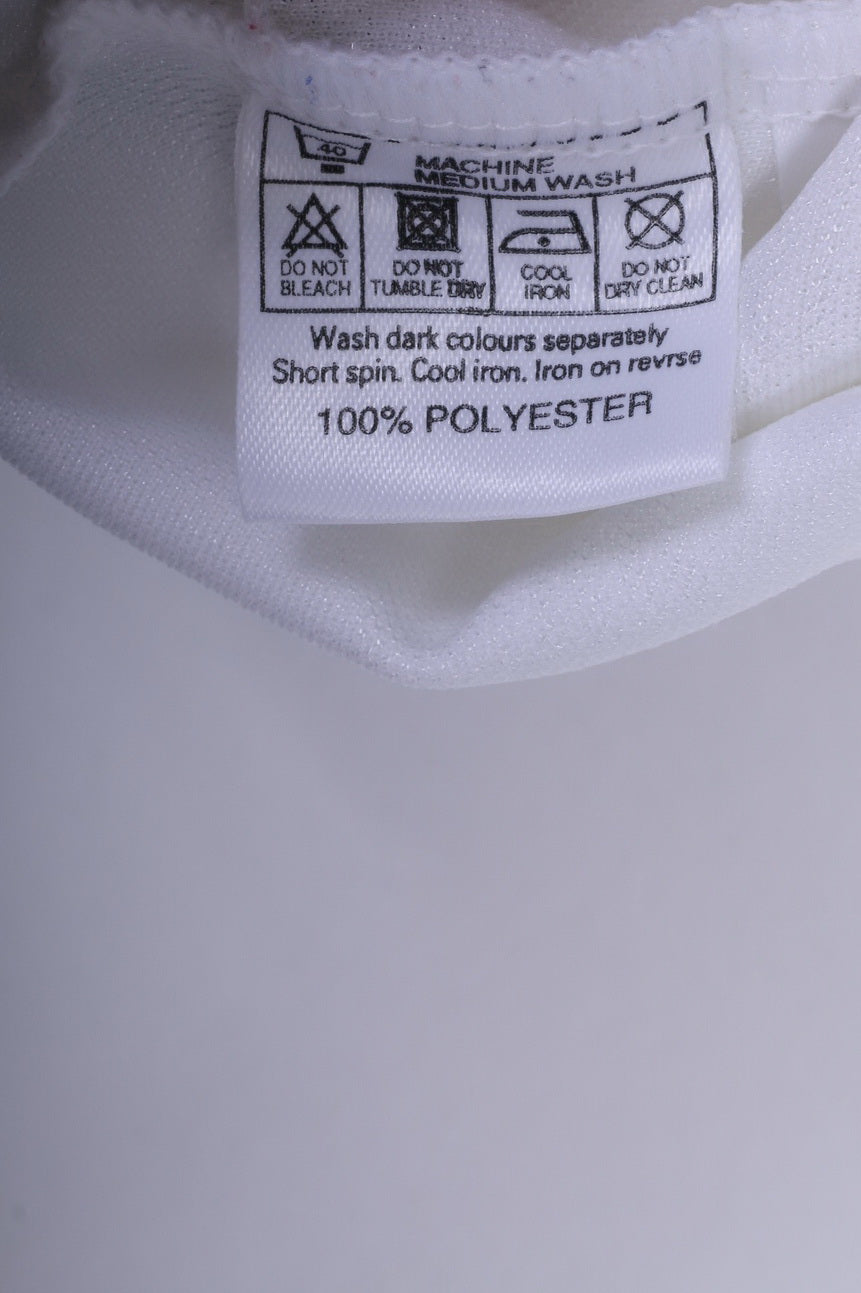 40
MACHINE
MEDIUM WASH
DO NOT
BLEACH
DO NOT
TUMBLE DRY
COOL
IRON
DO NOT
DRY CLEAN
Wash dark colours separately
Short spin. Cool iron. Iron on revrse
100% POLYESTER